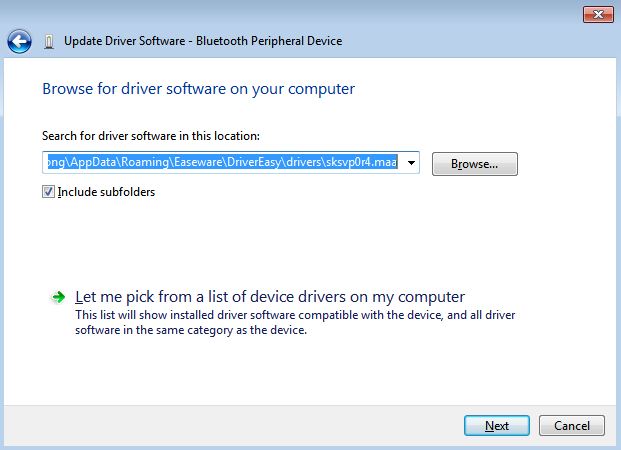 Update Driver Software - Bluetooth Peripheral Device
Browse for driver software on your computer
Search for driver software in this location:
ong\AppData\Roaming\Easeware\DriverEasy\drivers\sksvp0r4.maa
Browse...
Include subfolders
Let me pick from a list of device drivers on my computer
This list will show installed driver software compatible with the device, and all driver
software in the same category as the device.
Next
Cancel